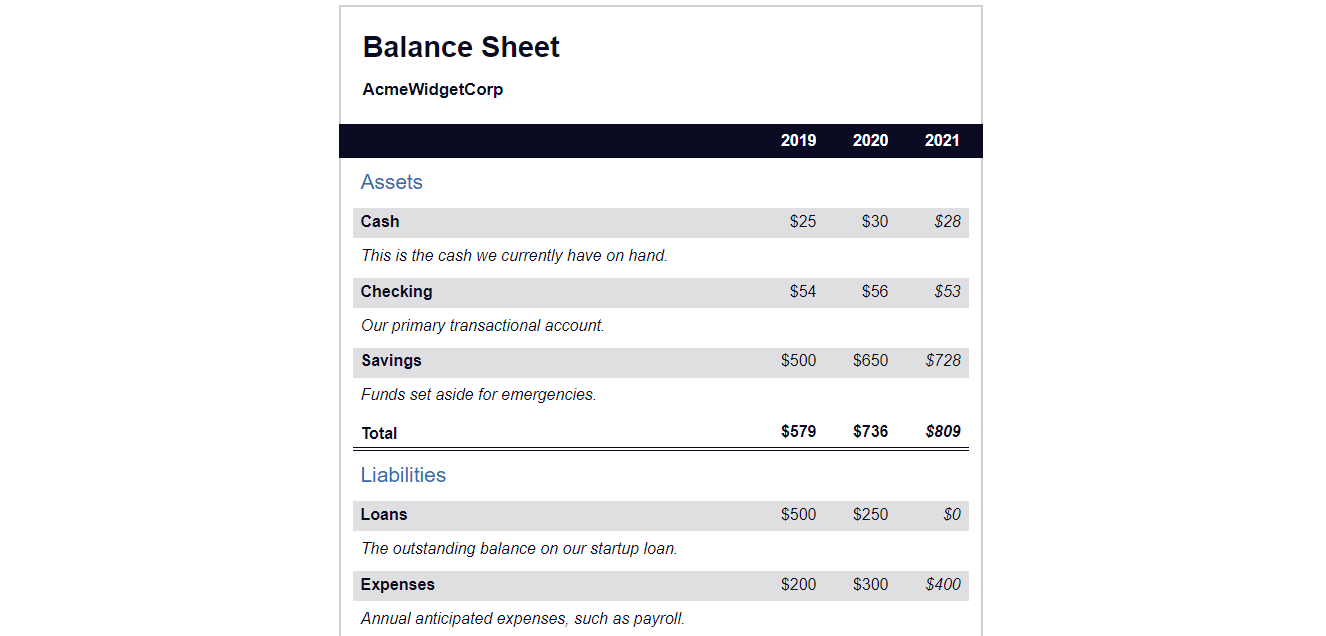 Balance Sheet
AcmeWidgetCorp
2019 2020 2021
Assets
Cash $25 $30 $28
This is the cash we currently have on hand.
Checking $54 $56 $53
Our primary transactional account.
Savings $500 $650 $728
Funds set aside for emergencies.
Total $579 $736 $809
Liabilities
Loans $500 $250 $0
The outstanding balance on our startup loan.
Expenses $200 $300 $400
Annual anticipated expenses, such as payroll.